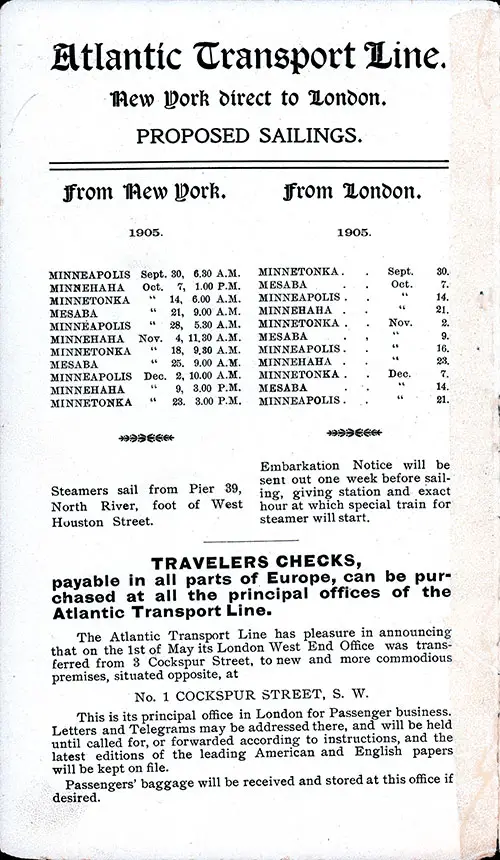 Atlantic Transport Line.
New York direct to London.
PROPOSED SAILINGS.
From New York.
1905.
MINNEAPOLIS Sept. 30, 6.30 A.M.
MINNEHAHA Oct. 7, 1.00 P.M.
MINNETONKA “ 14, 6.00 A.M.
MESABA “ 21, 9.00 A.M.
MINNEAPOLIS “ 28, 5.30 A.M.
MINNEHAHA Nov. 4, 11.30 A.M.
MINNETONKA “ 18, 9.30 A.M.
MESABA “ 25. 9.00 A.M.
MINNEAPOLIS Dec. 2, 10.00 A.M.
MINNEHAHA “ 9, 3.00 P.M.
MINNETONKA “ 23. 3.00 P.M.
Steamers sail from Pier 39,
North River, foot of West
Houston Street.
From London.
1905.
MINNETONKA . . Sept. 30.
MESABA . . Oct. 7.
MINNEAPOLIS . . “ 14.
MINNEHAHA . . “ 21.
MINNETONKA . . Nov. 2.
MESABA . , “ 9.
MINNEAPOLIS . . “ 16.
MINNEHAHA . . “ 23.
MINNETONKA . . Dec. 7.
MESABA . . “ 14.
MINNEAPOLIS . . “ 21.
Embarkation Notice will be
sent out one week before sail-
ing, giving station and exact
hour at which special train for
steamer will start.
TRAVELERS CHECKS,
payable in all parts of Europe, can be pur-
chased at all the principal offices of the
Atlantic Transport Line.
The Atlantic Transport Line has pleasure in announcing
that on the 1st of May its London West End Office was trans-
ferred from 3 Cockspur Street, to new and more commodious
premises, situated opposite, at
No. 1 COCKSPUR STREET, S. W.
This is its principal office in London for Passenger business.
Letters and Telegrams may be addressed there, and will be held
until called for, or forwarded according to instructions, and the
latest editions of the leading American and English papers
will be kept on file.
Passengers' baggage will be received and stored at this office if
desired.